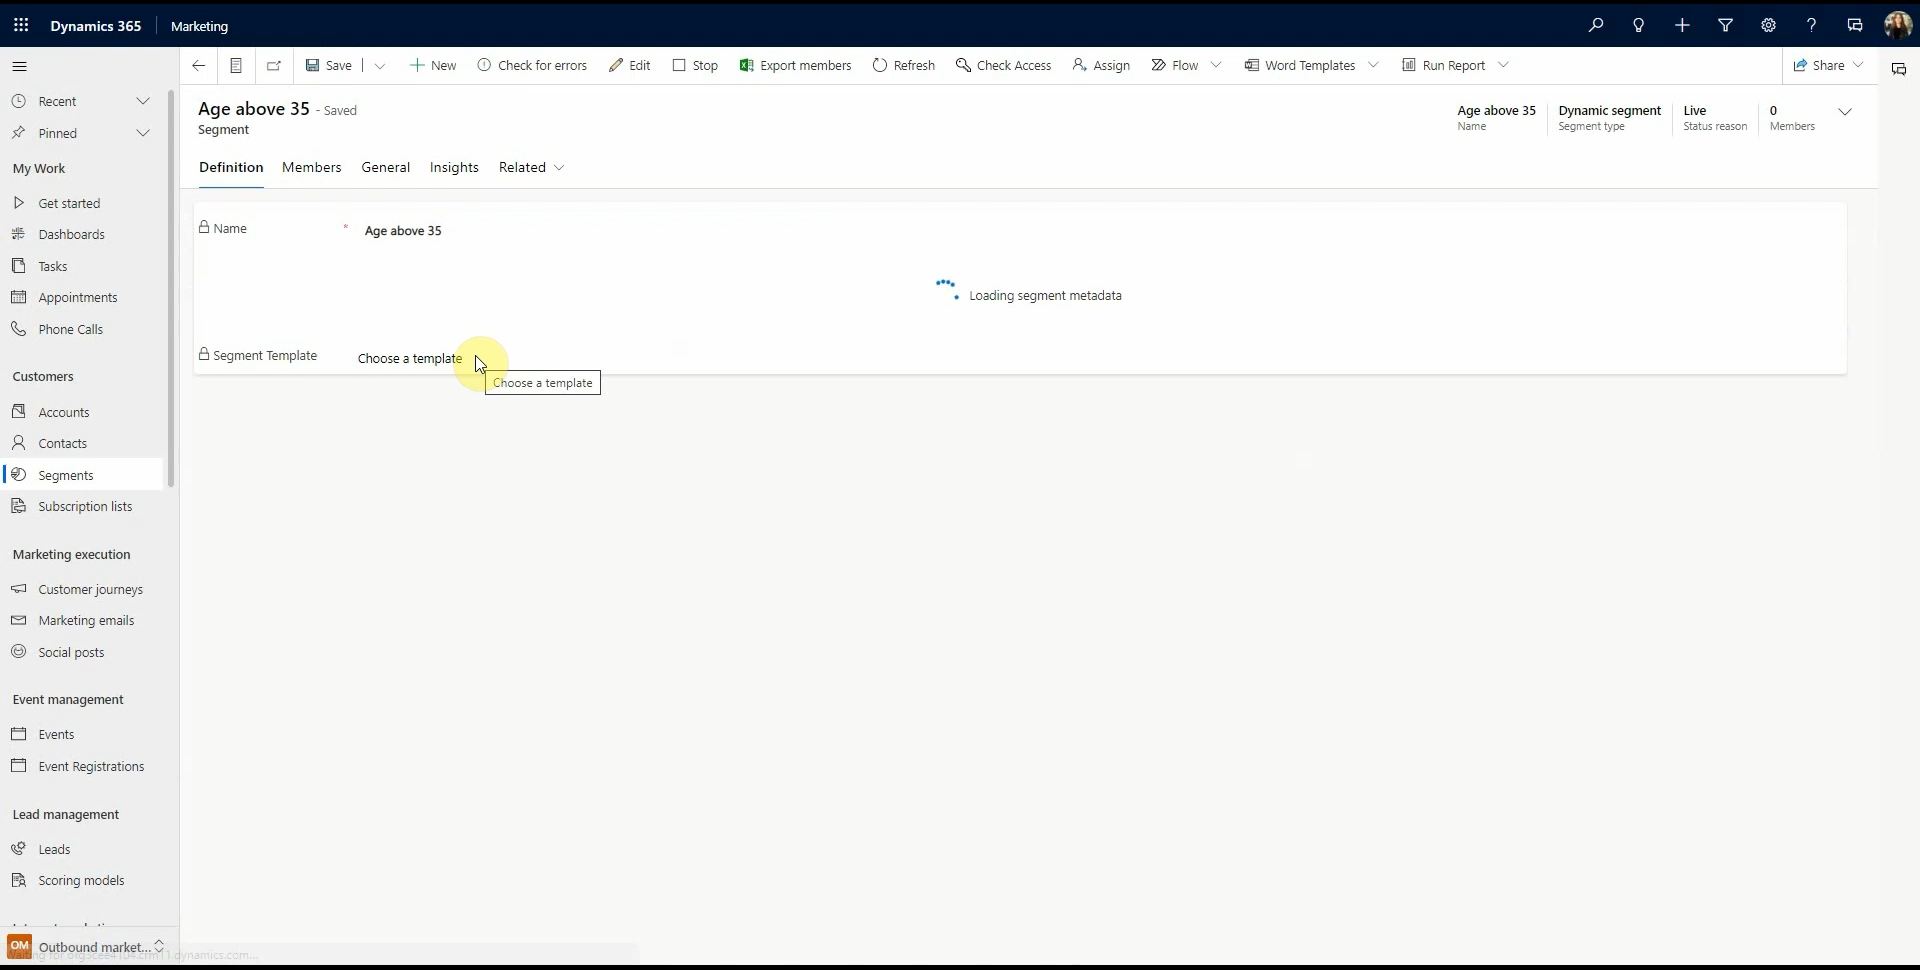 Dynamics 365
Marketing
Save
New
Check for errors
Edit
Stop
Export members
Refresh
Check Access
Assign
Flow
Word Templates
Run Report
Share
Recent
Pinned
My Work
Get started
Dashboards
Tasks
Appointments
Phone Calls
Customers
Accounts
Contacts
Segments
Subscription lists
Marketing execution
Customer journeys
Marketing emails
Social posts
Event management
Events
Event Registrations
Lead management
Leads
Scoring models
OM Outbound market...
Age above 35 - Saved
Segment
Age above 35
Name
Dynamic segment
Segment type
Live
Status reason
0
Members
Definition
Members
General
Insights
Related
Name * Age above 35
Loading segment metadata
Segment Template Choose a template
Choose a template